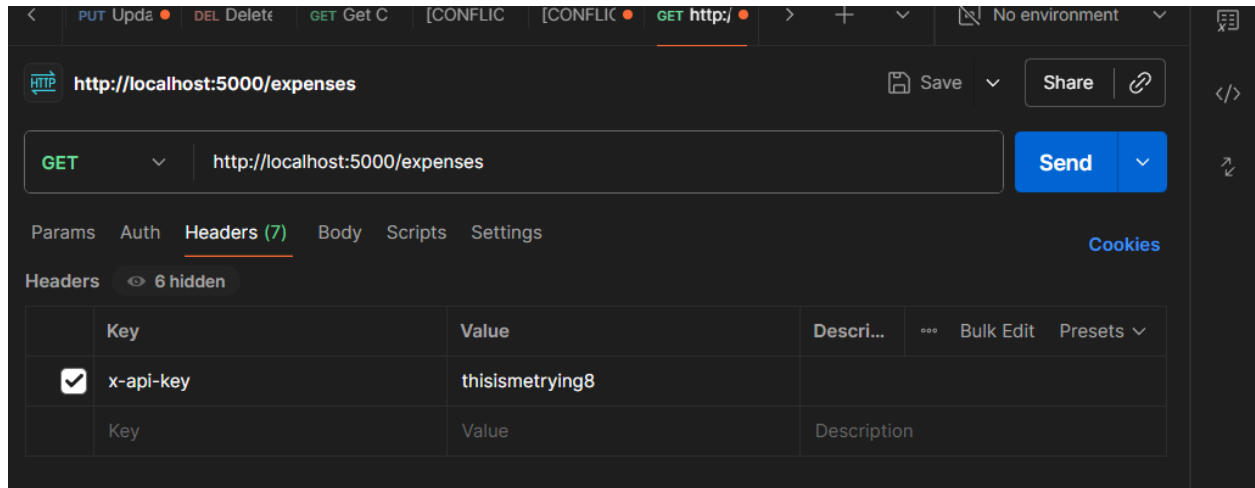 PUT Upda DEL Delete GET Get C [CONFLIC [CONFLIC GET http:/ No environment
HTTP http://localhost:5000/expenses Save Share
GET http://localhost:5000/expenses Send
Params Auth Headers (7) Body Scripts Settings Cookies
Headers 6 hidden
Key Value Descri... Bulk Edit Presets
x-api-key thisismetrying8
Key Value Description